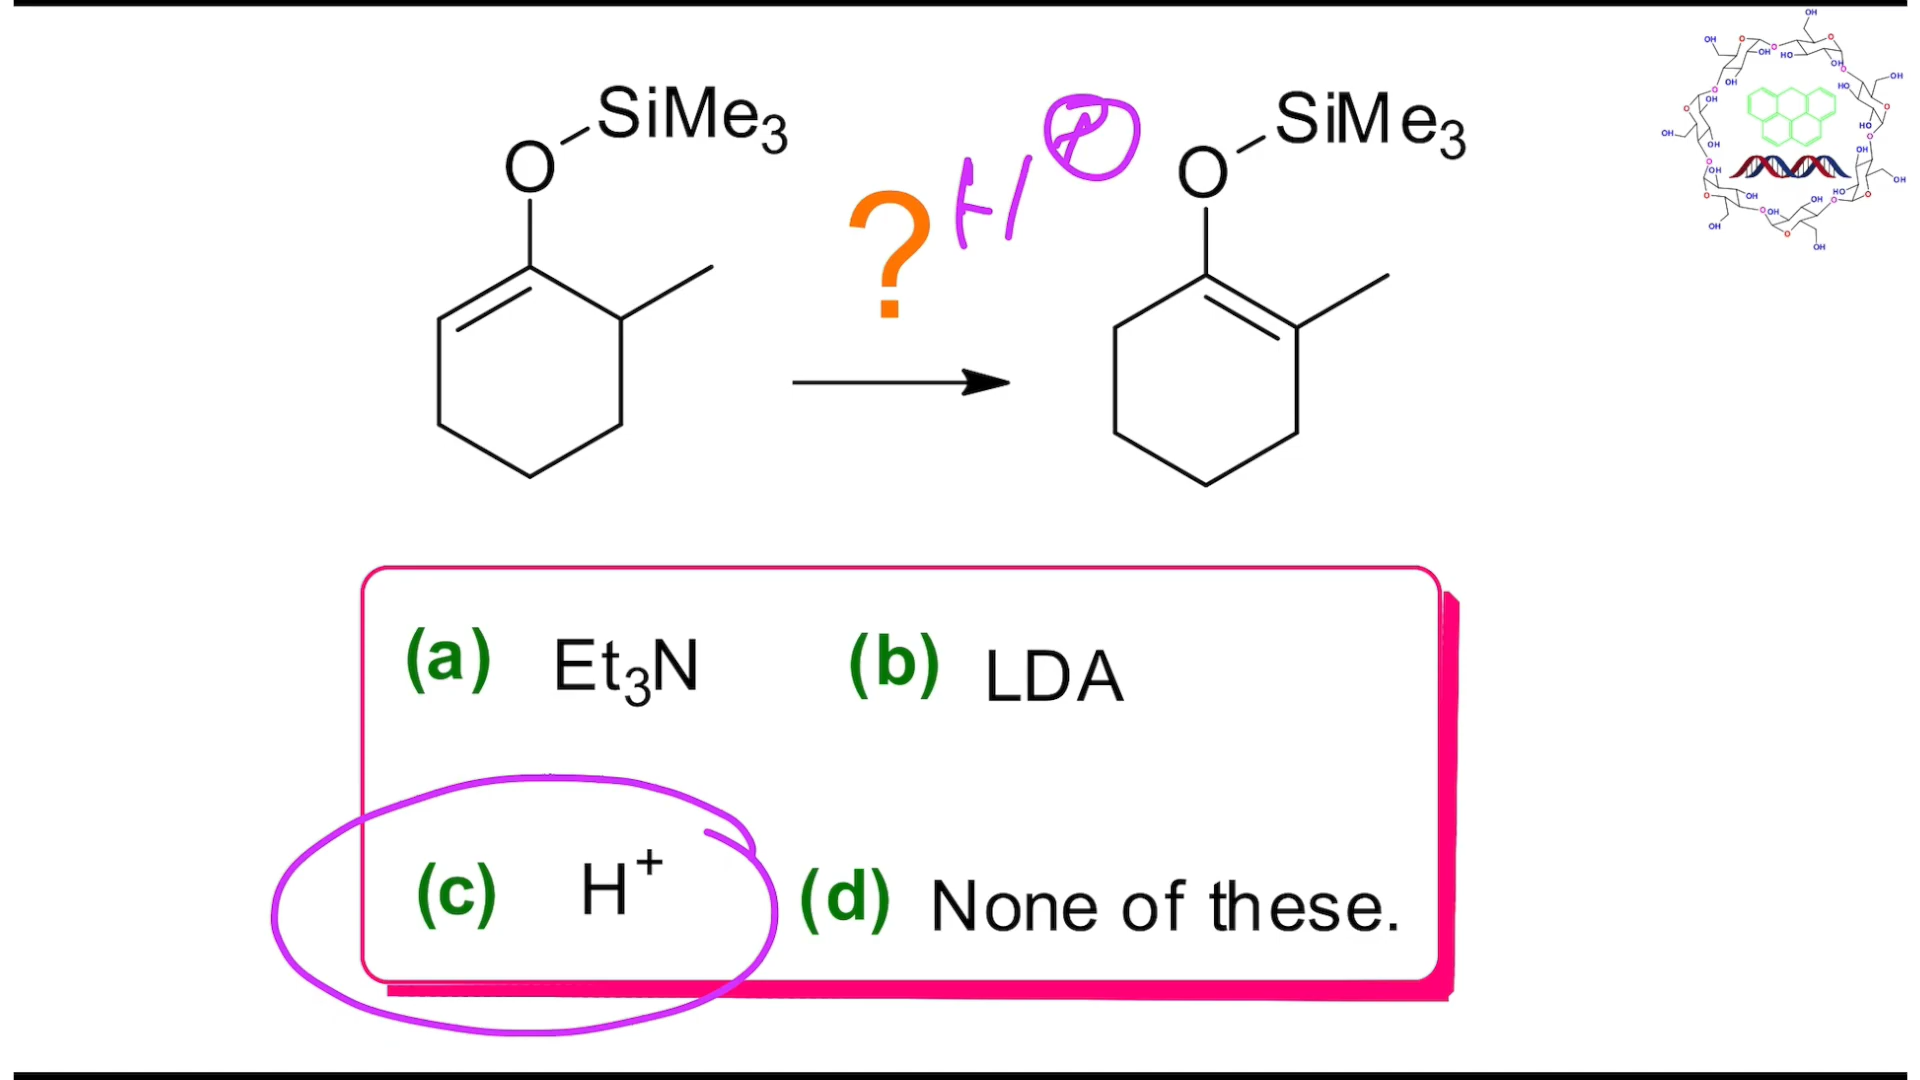 SiMe3
O
SiMe3
O
?
H
(a) Et3N
(b) LDA
(c) H+
(d) None of these.